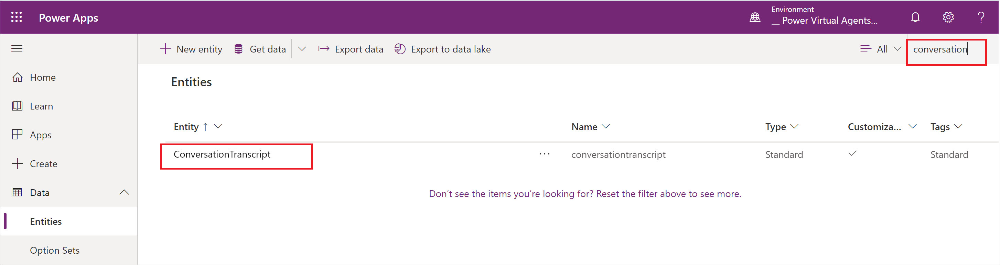 Power Apps
Environment
__ Power Virtual Agents...
?
New entity
Get data
Export data
Export to data lake
All
conversation
Home
Learn
Apps
Create
Data
Entities
Option Sets
Entities
Entity ↑ Name Type Customiza... Tags
ConversationTranscript ··· conversationtranscript Standard ✓ Standard
Don’t see the items you’re looking for? Reset the filter above to see more.